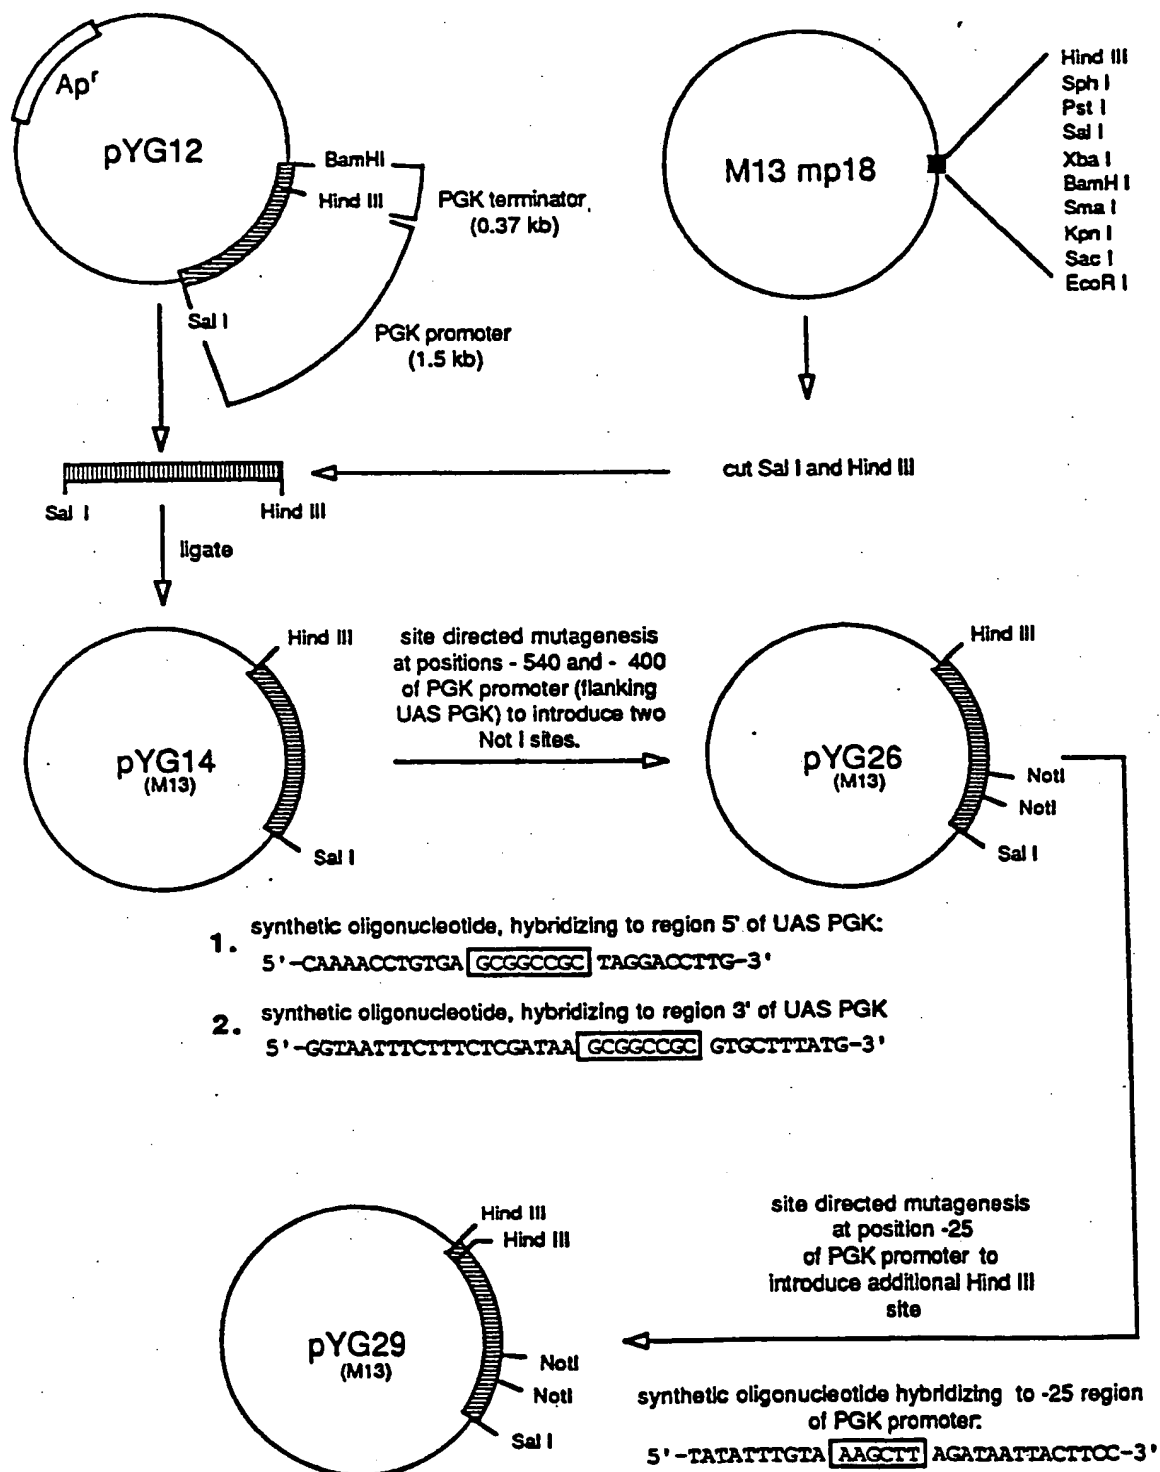 Apʳ
pYG12
BamHI
Hind III
PGK terminator
(0.37 kb)
Sal I
PGK promoter
(1.5 kb)
M13 mp18
Hind III
Sph I
Pst I
Sal I
Xba I
BamH I
Sma I
Kpn I
Sac I
EcoR I
cut Sal I and Hind III
Sal I
Hind III
ligate
Hind III
pYG14
(M13)
Sal I
site directed mutagenesis
at positions - 540 and - 400
of PGK promoter (flanking
UAS PGK) to introduce two
Not I sites.
Hind III
pYG26
(M13)
NotI
NotI
Sal I
1. synthetic oligonucleotide, hybridizing to region 5' of UAS PGK:
5'-CAAAACCTGTGA GCGGCCGC TAGGACCTTG-3'
2. synthetic oligonucleotide, hybridizing to region 3' of UAS PGK
5'-GGTAATTTCTTTCTCGATAA GCGGCCGC GTGCTTTATG-3'
site directed mutagenesis
at position -25
of PGK promoter to
introduce additional Hind III
site
Hind III
Hind III
pYG29
(M13)
NotI
NotI
Sal I
synthetic oligonucleotide hybridizing to -25 region
of PGK promoter:
5'-TATATTTGTA AAGCTT AGATAATTACTTCC-3'